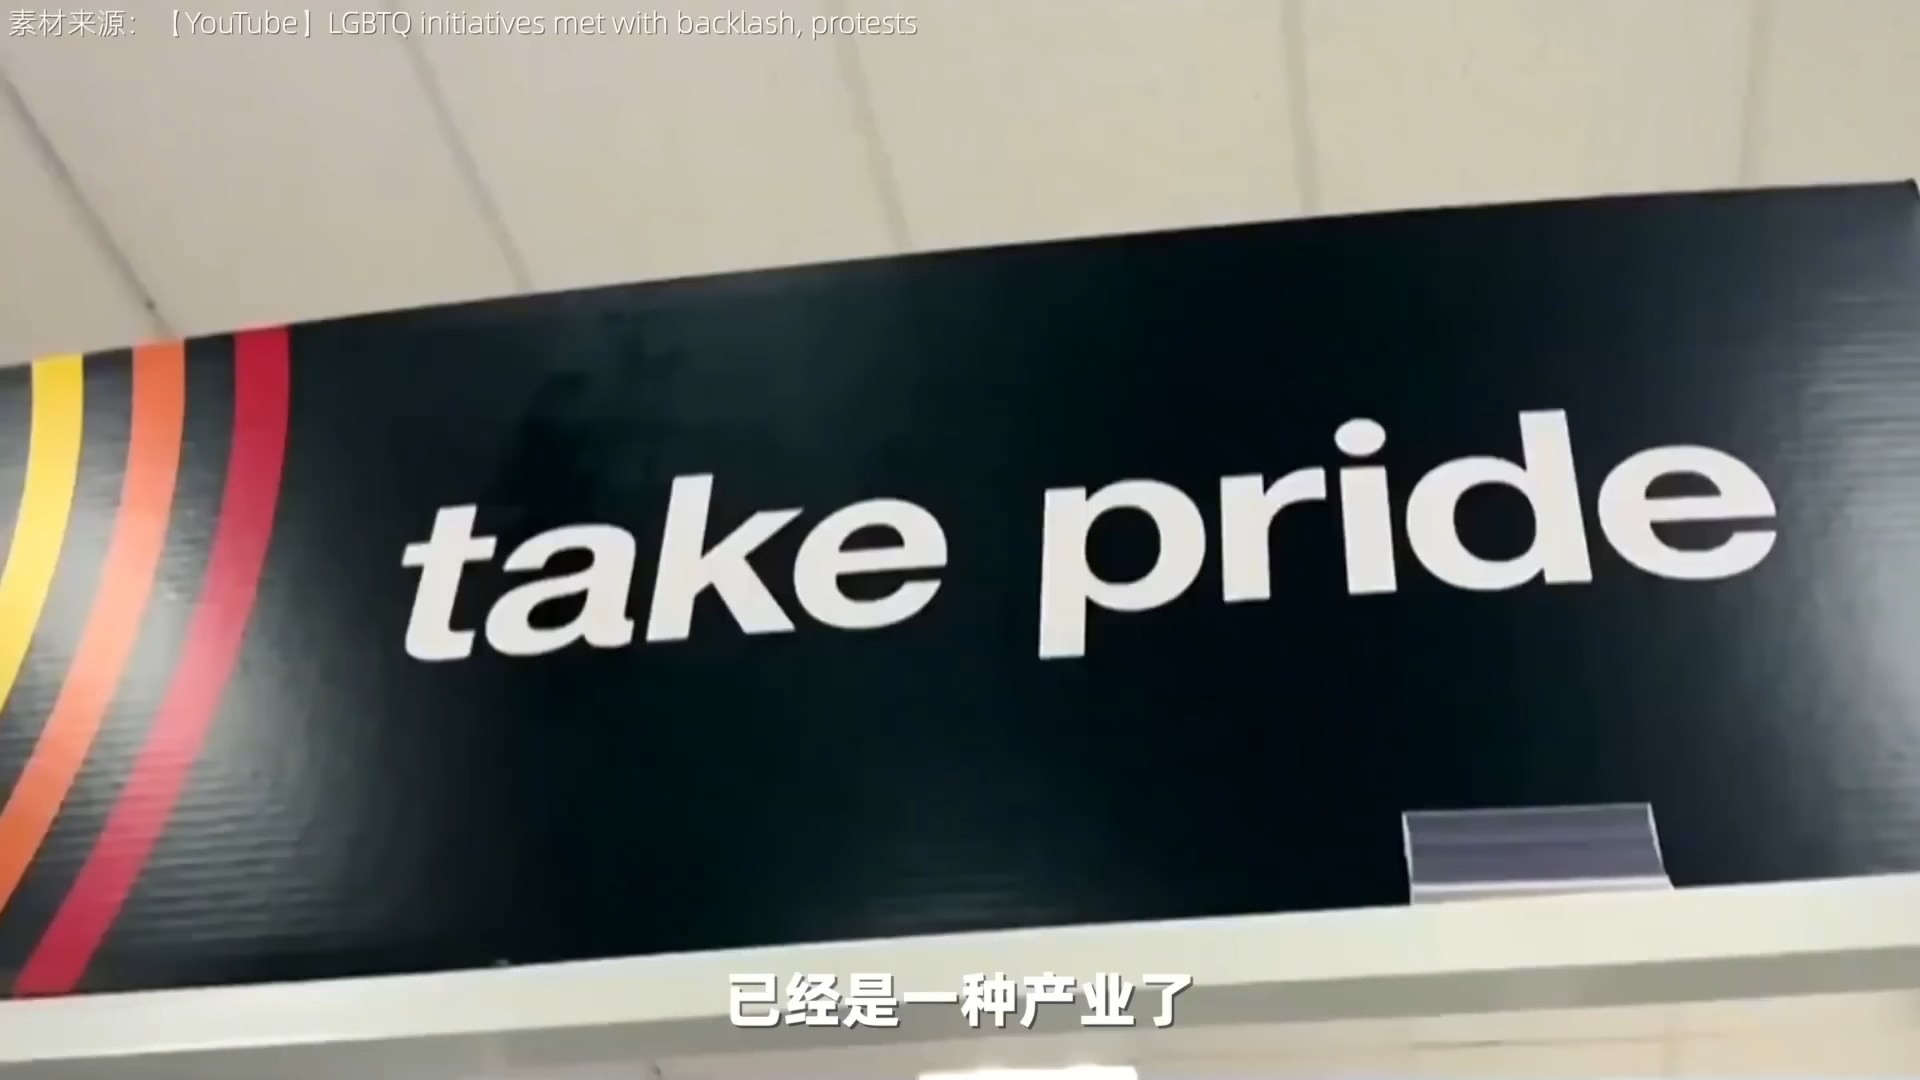 素材来源：【YouTube】LGBTQ initiatives met with backlash, protests
take pride
已经是一种产业了